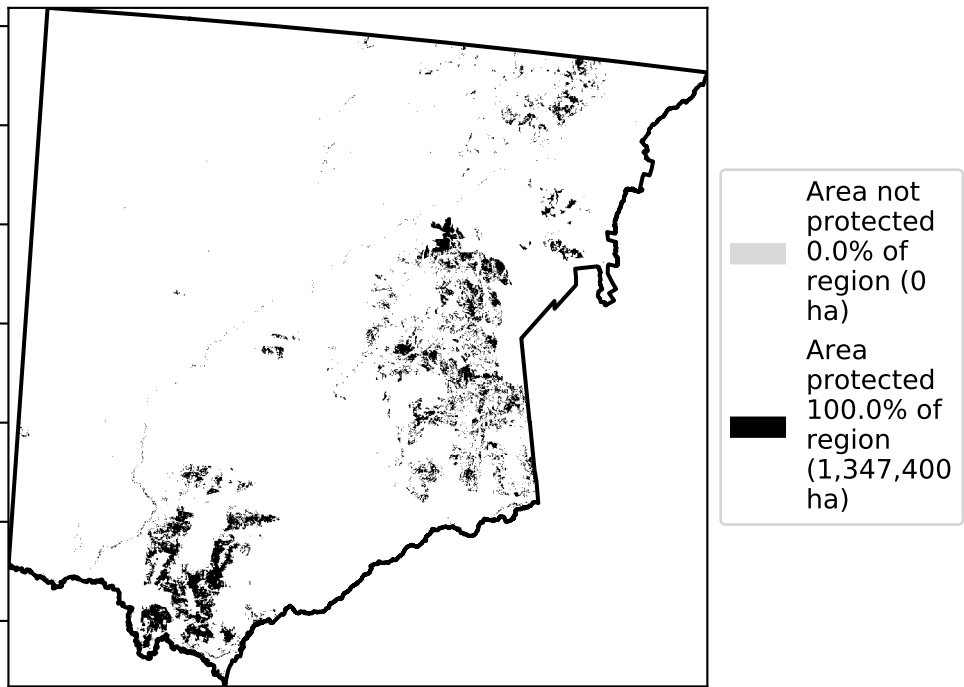 Area not
protected
0.0% of
region (0
ha)
Area
protected
100.0% of
region
(1,347,400
ha)